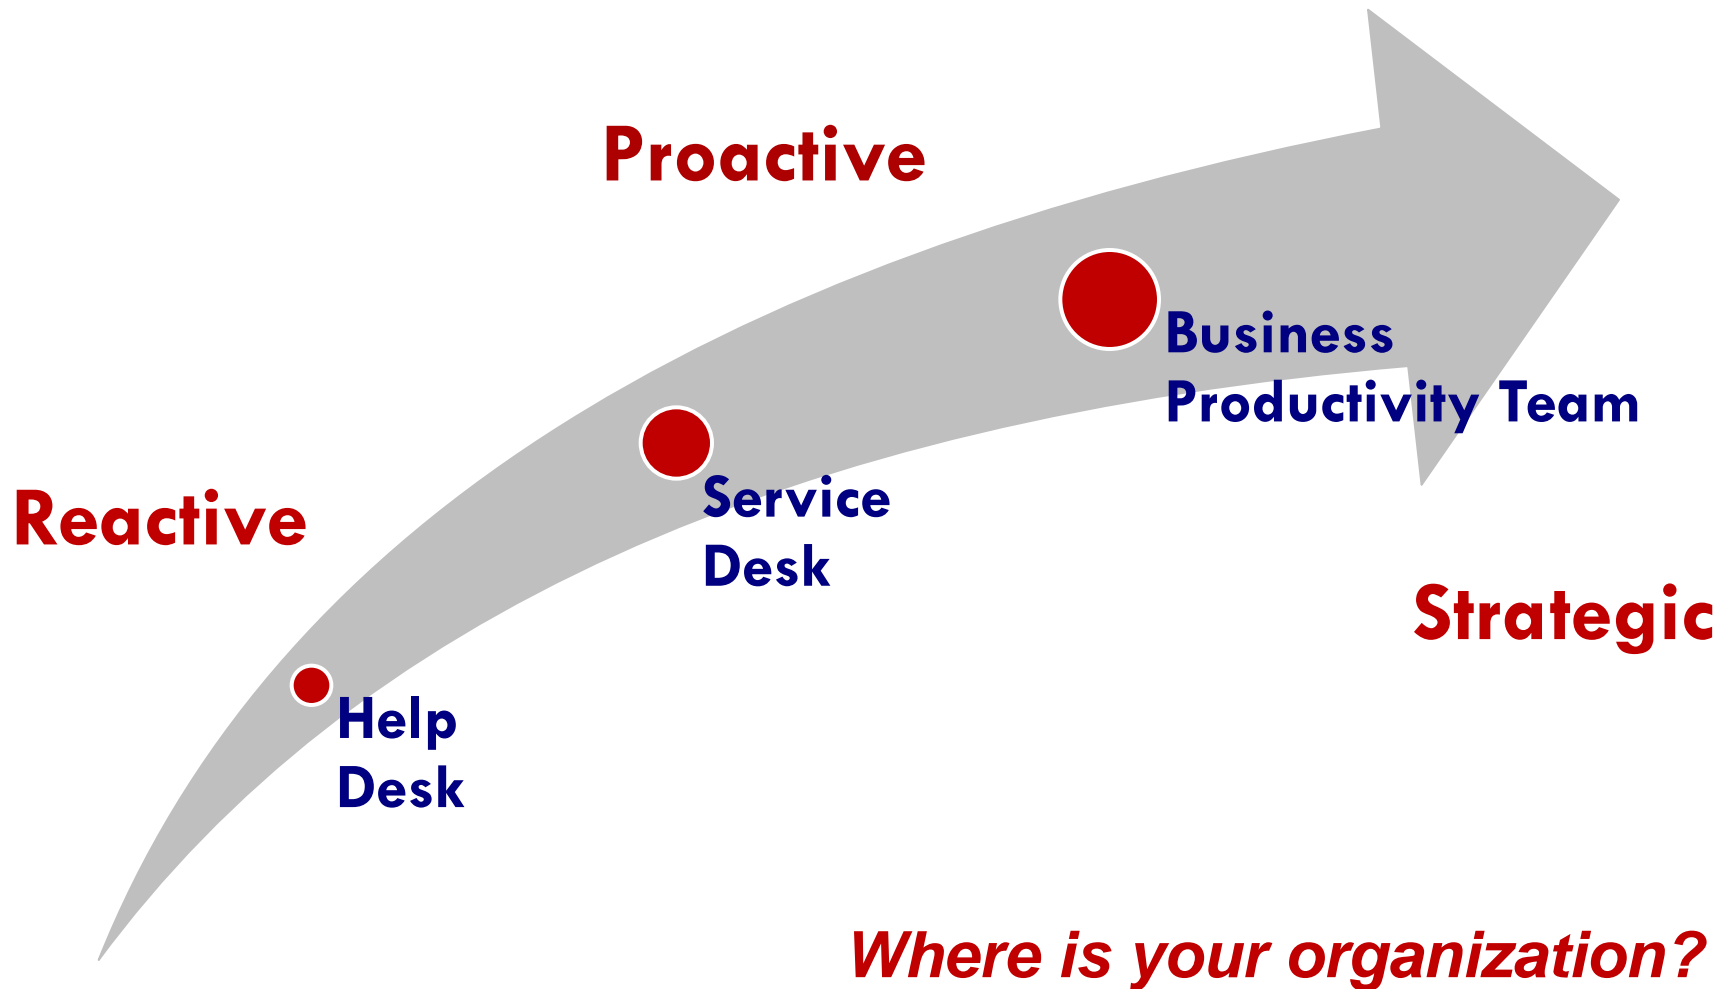 Proactive
Reactive
Business
Productivity Team
Service
Desk
Strategic
Help
Desk
Where is your organization?